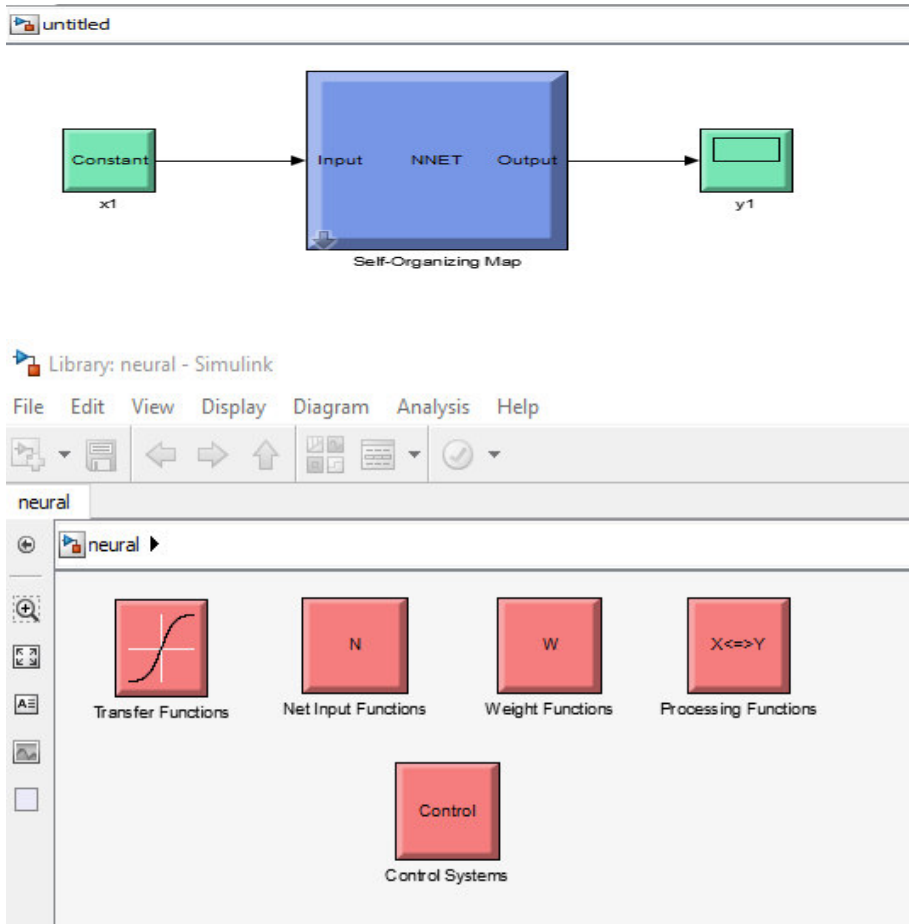 untitled
Constant
Input NNET Output
x1
y1
Self-Organizing Map
Library: neural - Simulink
File Edit View Display Diagram Analysis Help
neural
neural
N
W
X<=>Y
Transfer Functions
Net Input Functions
Weight Functions
Processing Functions
A
Control
Control Systems